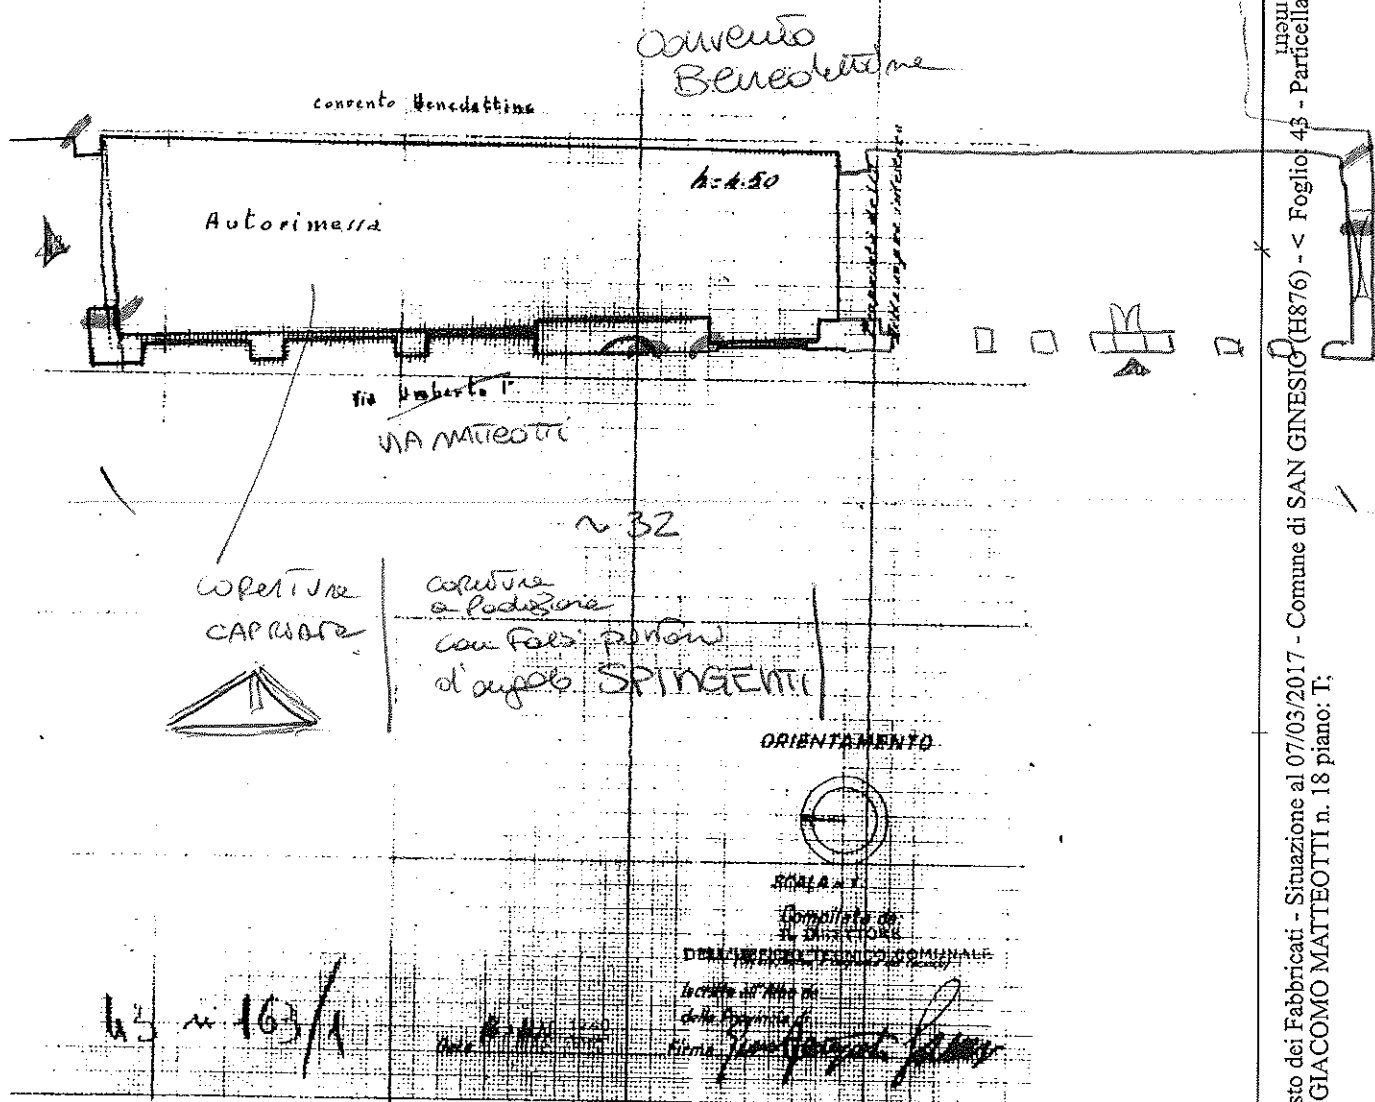 Convento
Benedettine
convento Benedettine
h=4.50
Autorimessa
Via Umberto I°
VIA MATTEOTTI
~ 32
COPERTURA
CAPRIATE
copertura
a Padiglione
con Falsi puntoni
d'angolo SPINGENTI
ORIENTAMENTO
SCALA
Compilata da:
IL DIRETTORE
DELL'UFFICIO TECNICO COMUNALE
Iscritto all'Albo
della Provincia di
Data
Firma
43 n 163/1
metri
sto dei Fabbricati - Situazione al 07/03/2017 - Comune di SAN GINESIO (H876) - < Foglio: 43 - Particella
GIACOMO MATTEOTTI n. 18 piano: T;